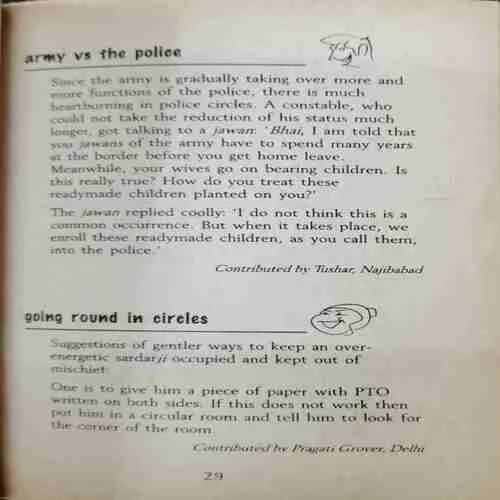 army vs the police
Since the army is gradually taking over more and
more functions of the police, there is much
heartburning in police circles. A constable, who
could not take the reduction of his status much
longer, got talking to a jawan: 'Bhai, I am told that
you jawans of the army have to spend many years
at the border before you get home leave.
Meanwhile, your wives go on bearing children. Is
this really true? How do you treat these
readymade children planted on you?'
The jawan replied coolly: 'I do not think this is a
common occurrence. But when it takes place, we
enroll these readymade children, as you call them,
into the police.'
Contributed by Tushar, Najibabad
going round in circles
Suggestions of gentler ways to keep an over-
energetic sardarji occupied and kept out of
mischief:
One is to give him a piece of paper with PTO
written on both sides. If this does not work then
put him in a circular room and tell him to look for
the corner of the room.
Contributed by Pragati Grover, Delhi
29